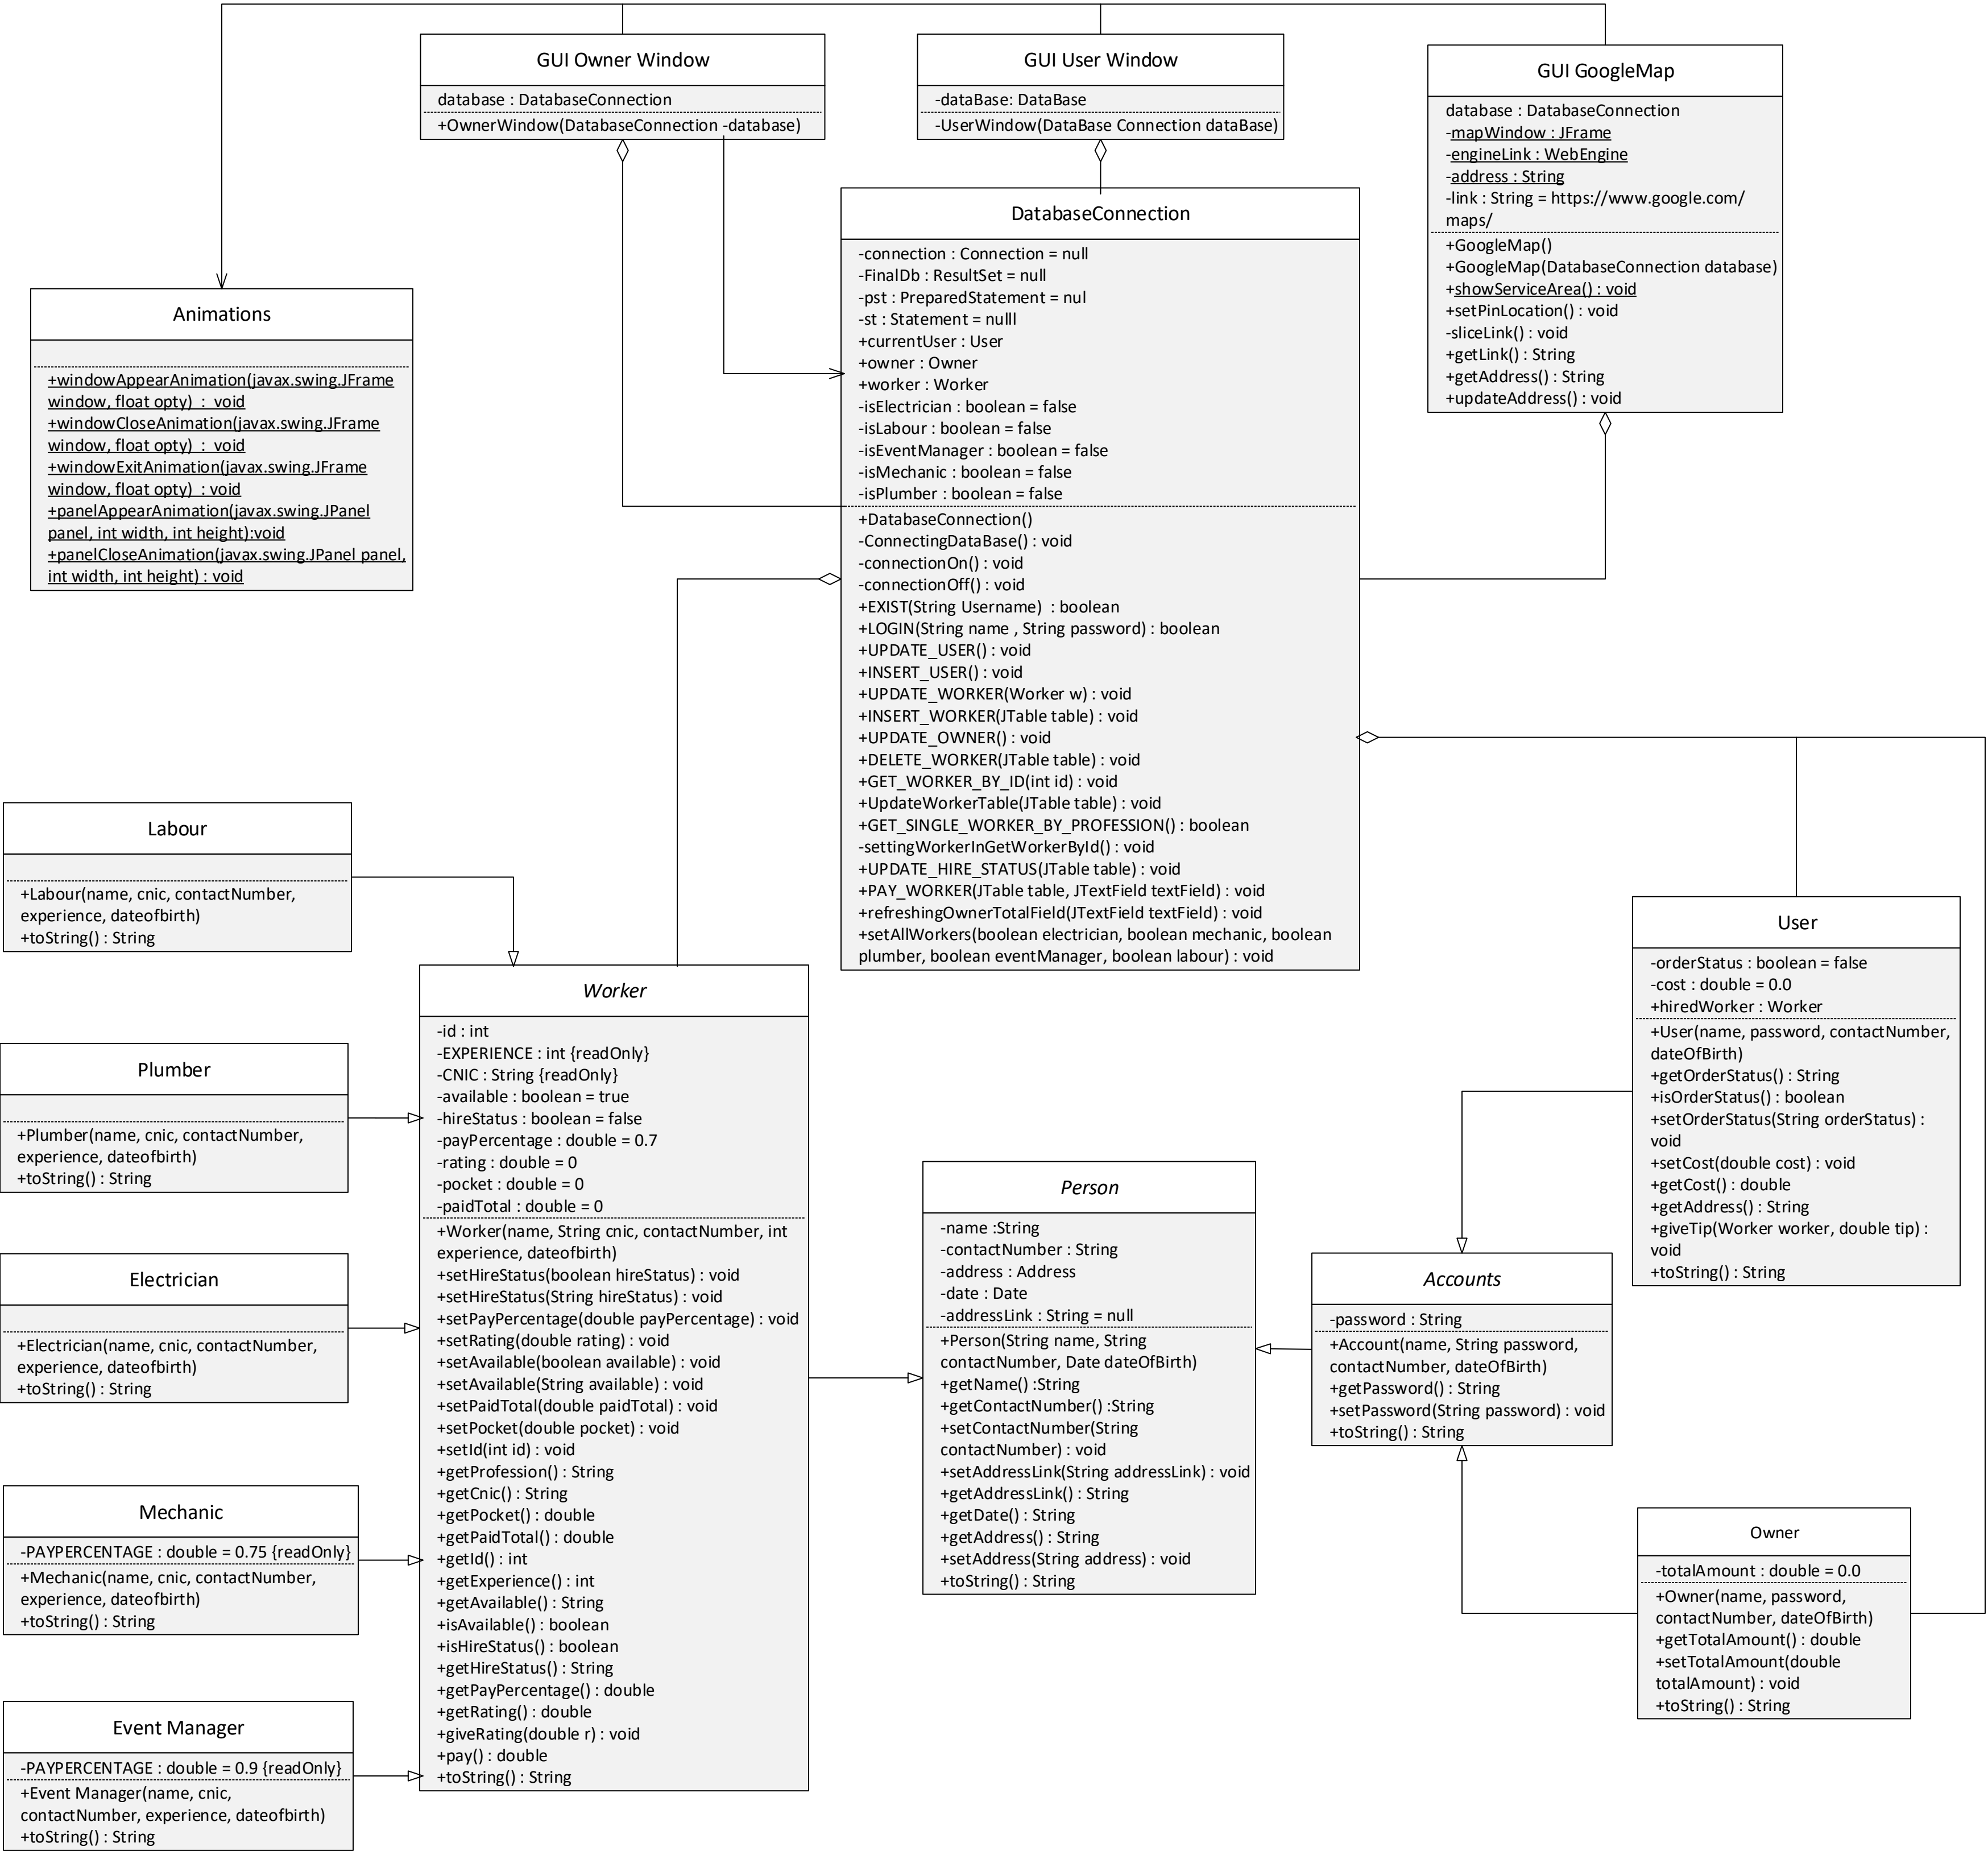 GUI Owner Window
database : DatabaseConnection
+OwnerWindow(DatabaseConnection -database)
GUI User Window
-dataBase: DataBase
-UserWindow(DataBase Connection dataBase)
GUI GoogleMap
database : DatabaseConnection
-mapWindow : JFrame
-engineLink : WebEngine
-address : String
-link : String = https://www.google.com/
maps/
+GoogleMap()
+GoogleMap(DatabaseConnection database)
+showServiceArea() : void
+setPinLocation() : void
-sliceLink() : void
+getLink() : String
+getAddress() : String
+updateAddress() : void
Animations
+windowAppearAnimation(javax.swing.JFrame
window, float opty)  :  void
+windowCloseAnimation(javax.swing.JFrame
window, float opty)  :  void
+windowExitAnimation(javax.swing.JFrame
window, float opty)  : void
+panelAppearAnimation(javax.swing.JPanel
panel, int width, int height):void
+panelCloseAnimation(javax.swing.JPanel panel,
int width, int height) : void
DatabaseConnection
-connection : Connection = null
-FinalDb : ResultSet = null
-pst : PreparedStatement = nul
-st : Statement = nulll
+currentUser : User
+owner : Owner
+worker : Worker
-isElectrician : boolean = false
-isLabour : boolean = false
-isEventManager : boolean = false
-isMechanic : boolean = false
-isPlumber : boolean = false
+DatabaseConnection()
-ConnectingDataBase() : void
-connectionOn() : void
-connectionOff() : void
+EXIST(String Username)  : boolean
+LOGIN(String name , String password) : boolean
+UPDATE_USER() : void
+INSERT_USER() : void
+UPDATE_WORKER(Worker w) : void
+INSERT_WORKER(JTable table) : void
+UPDATE_OWNER() : void
+DELETE_WORKER(JTable table) : void
+GET_WORKER_BY_ID(int id) : void
+UpdateWorkerTable(JTable table) : void
+GET_SINGLE_WORKER_BY_PROFESSION() : boolean
-settingWorkerInGetWorkerById() : void
+UPDATE_HIRE_STATUS(JTable table) : void
+PAY_WORKER(JTable table, JTextField textField) : void
+refreshingOwnerTotalField(JTextField textField) : void
+setAllWorkers(boolean electrician, boolean mechanic, boolean
plumber, boolean eventManager, boolean labour) : void
Labour
+Labour(name, cnic, contactNumber,
experience, dateofbirth)
+toString() : String
Plumber
+Plumber(name, cnic, contactNumber,
experience, dateofbirth)
+toString() : String
Electrician
+Electrician(name, cnic, contactNumber,
experience, dateofbirth)
+toString() : String
Mechanic
-PAYPERCENTAGE : double = 0.75 {readOnly}
+Mechanic(name, cnic, contactNumber,
experience, dateofbirth)
+toString() : String
Event Manager
-PAYPERCENTAGE : double = 0.9 {readOnly}
+Event Manager(name, cnic,
contactNumber, experience, dateofbirth)
+toString() : String
Worker
-id : int
-EXPERIENCE : int {readOnly}
-CNIC : String {readOnly}
-available : boolean = true
-hireStatus : boolean = false
-payPercentage : double = 0.7
-rating : double = 0
-pocket : double = 0
-paidTotal : double = 0
+Worker(name, String cnic, contactNumber, int
experience, dateofbirth)
+setHireStatus(boolean hireStatus) : void
+setHireStatus(String hireStatus) : void
+setPayPercentage(double payPercentage) : void
+setRating(double rating) : void
+setAvailable(boolean available) : void
+setAvailable(String available) : void
+setPaidTotal(double paidTotal) : void
+setPocket(double pocket) : void
+setId(int id) : void
+getProfession() : String
+getCnic() : String
+getPocket() : double
+getPaidTotal() : double
+getId() : int
+getExperience() : int
+getAvailable() : String
+isAvailable() : boolean
+isHireStatus() : boolean
+getHireStatus() : String
+getPayPercentage() : double
+getRating() : double
+giveRating(double r) : void
+pay() : double
+toString() : String
Person
-name :String
-contactNumber : String
-address : Address
-date : Date
-addressLink : String = null
+Person(String name, String
contactNumber, Date dateOfBirth)
+getName() :String
+getContactNumber() :String
+setContactNumber(String
contactNumber) : void
+setAddressLink(String addressLink) : void
+getAddressLink() : String
+getDate() : String
+getAddress() : String
+setAddress(String address) : void
+toString() : String
Accounts
-password : String
+Account(name, String password,
contactNumber, dateOfBirth)
+getPassword() : String
+setPassword(String password) : void
+toString() : String
User
-orderStatus : boolean = false
-cost : double = 0.0
+hiredWorker : Worker
+User(name, password, contactNumber,
dateOfBirth)
+getOrderStatus() : String
+isOrderStatus() : boolean
+setOrderStatus(String orderStatus) :
void
+setCost(double cost) : void
+getCost() : double
+getAddress() : String
+giveTip(Worker worker, double tip) :
void
+toString() : String
Owner
-totalAmount : double = 0.0
+Owner(name, password,
contactNumber, dateOfBirth)
+getTotalAmount() : double
+setTotalAmount(double
totalAmount) : void
+toString() : String